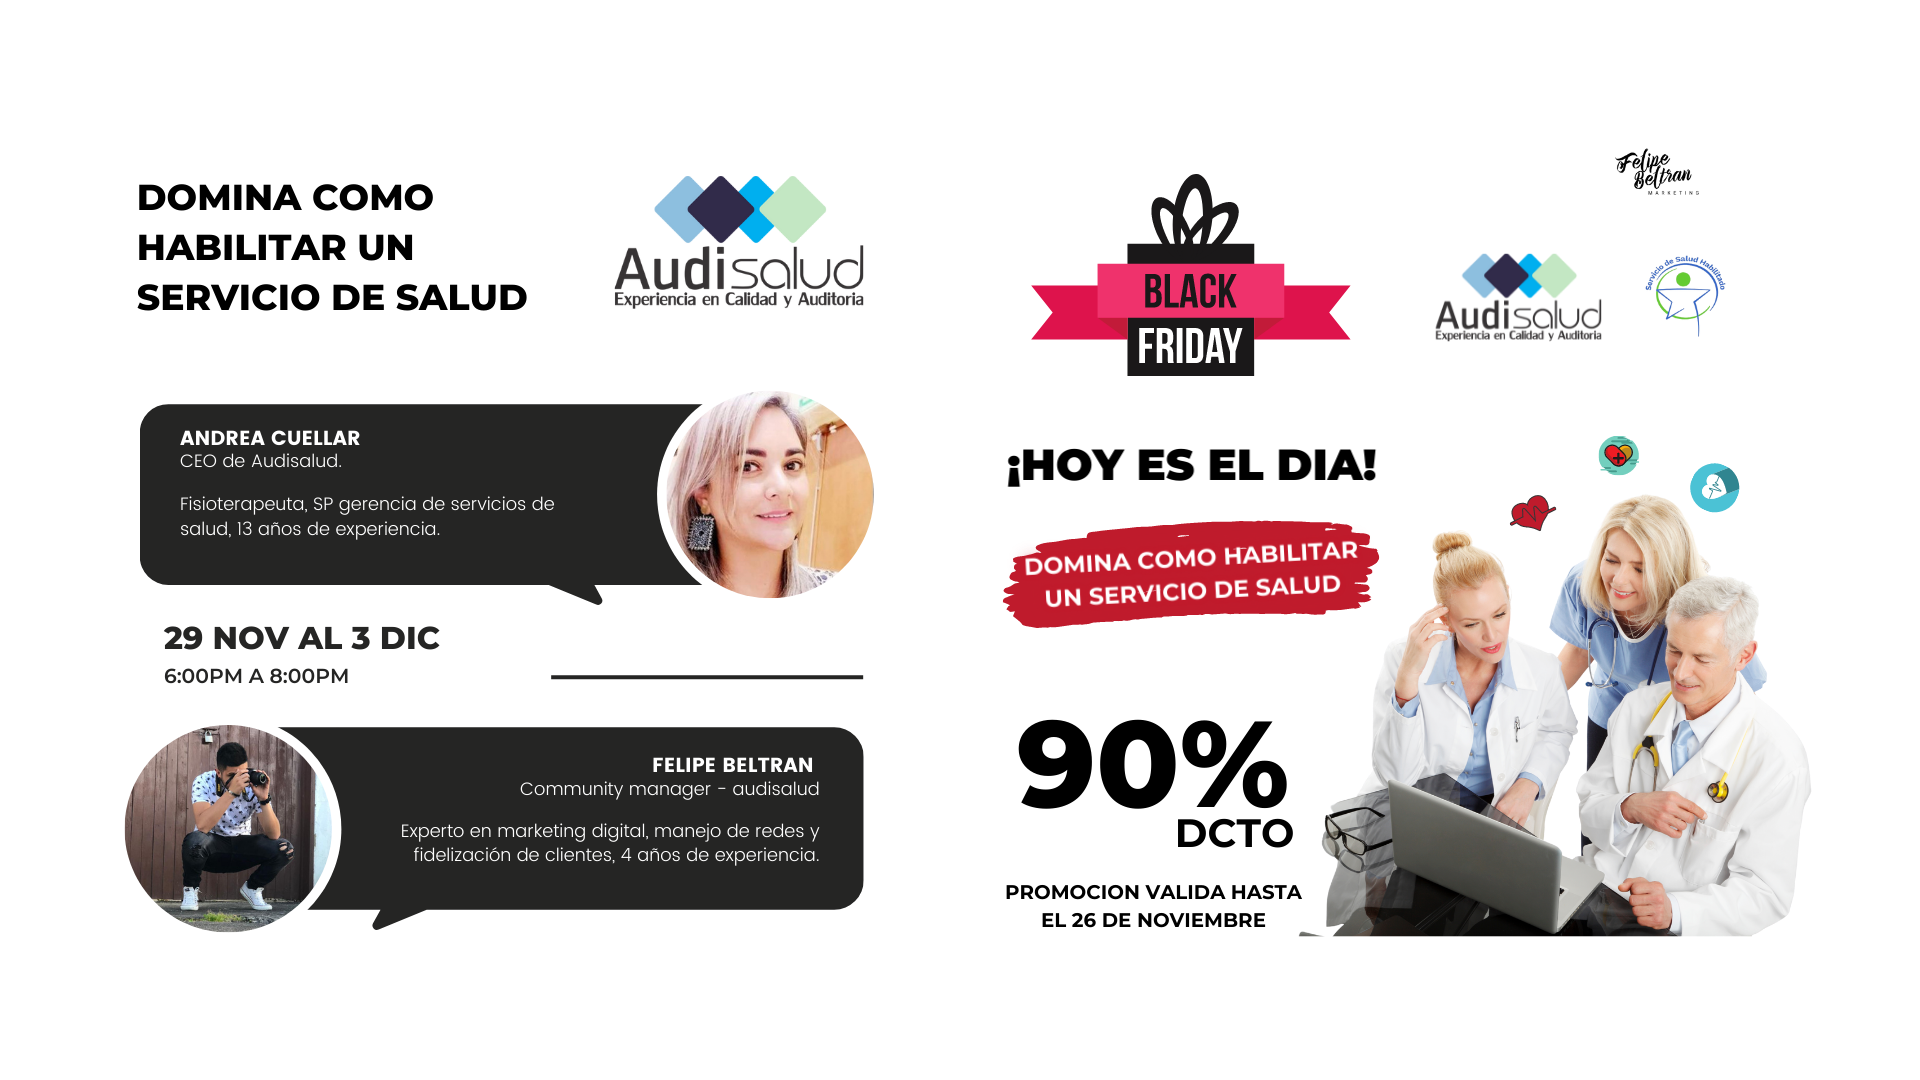 DOMINA COMO
HABILITAR UN
SERVICIO DE SALUD
Audisalud
Experiencia en Calidad y Auditoria
ANDREA CUELLAR
CEO de Audisalud.
Fisioterapeuta, SP gerencia de servicios de
salud, 13 años de experiencia.
29 NOV AL 3 DIC
6:00PM A 8:00PM
FELIPE BELTRAN
Community manager - audisalud
Experto en marketing digital, manejo de redes y
fidelización de clientes, 4 años de experiencia.
BLACK
FRIDAY
Felipe
Beltran
MARKETING
Audisalud
Experiencia en Calidad y Auditoria
Servicio de Salud Habilitado
¡HOY ES EL DIA!
DOMINA COMO HABILITAR
UN SERVICIO DE SALUD
90%
DCTO
PROMOCION VALIDA HASTA
EL 26 DE NOVIEMBRE